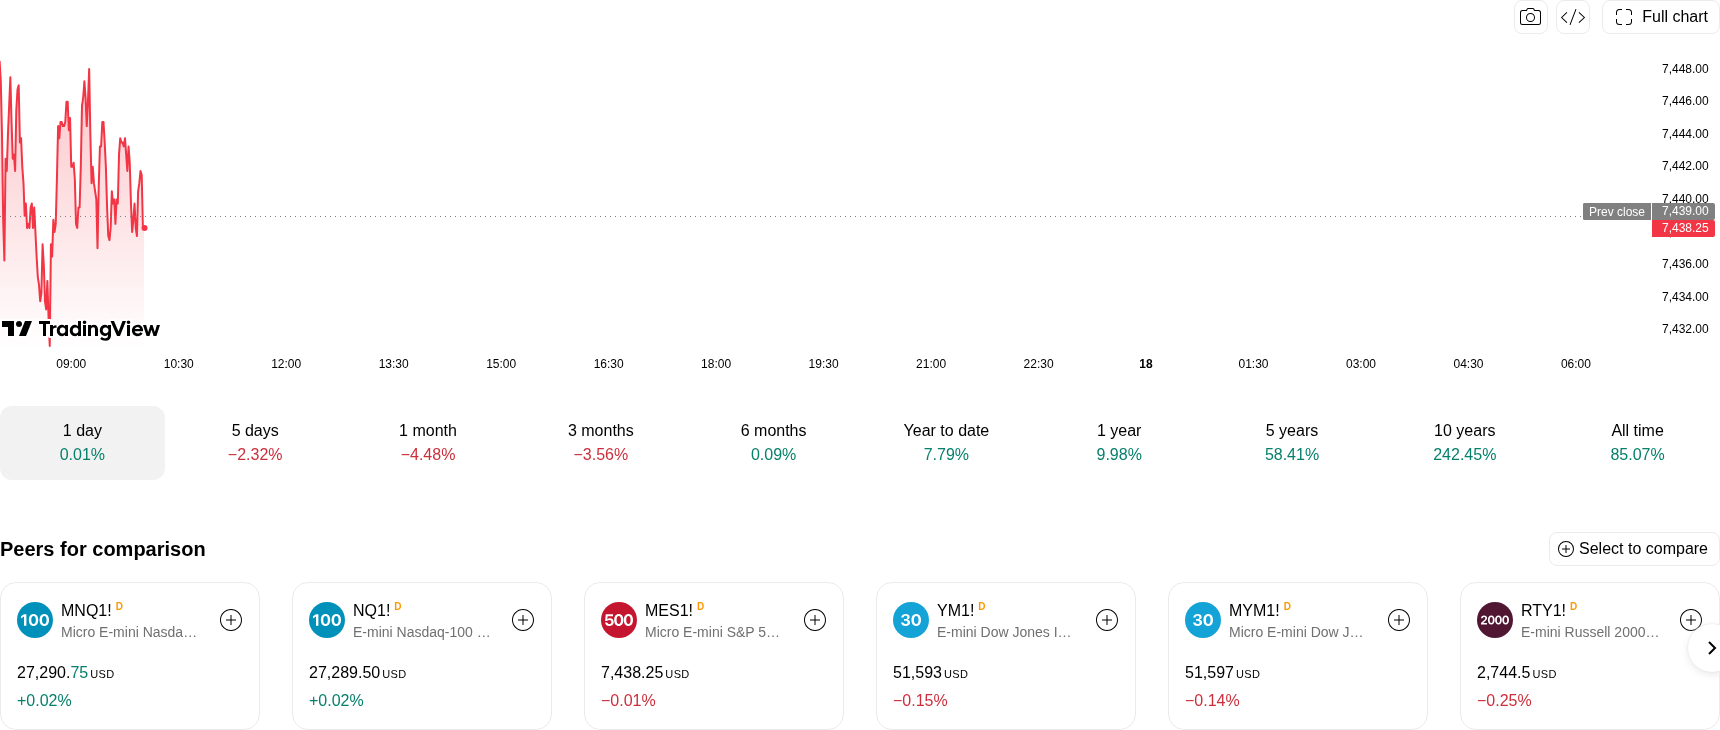 Full chart
7,448.00
7,446.00
7,444.00
7,442.00
7,440.00
Prev close 7,439.00
7,438.25
7,436.00
7,434.00
7,432.00
TradingView
09:00 10:30 12:00 13:30 15:00 16:30 18:00 19:30 21:00 22:30 18 01:30 03:00 04:30 06:00
1 day 5 days 1 month 3 months 6 months Year to date 1 year 5 years 10 years All time
0.01% −2.32% −4.48% −3.56% 0.09% 7.79% 9.98% 58.41% 242.45% 85.07%
Peers for comparison
Select to compare
100 MNQ1! D
Micro E-mini Nasda…
27,290.75 USD
+0.02%
100 NQ1! D
E-mini Nasdaq-100 …
27,289.50 USD
+0.02%
500 MES1! D
Micro E-mini S&P 5…
7,438.25 USD
−0.01%
30 YM1! D
E-mini Dow Jones I…
51,593 USD
−0.15%
30 MYM1! D
Micro E-mini Dow J…
51,597 USD
−0.14%
2000 RTY1! D
E-mini Russell 2000…
2,744.5 USD
−0.25%